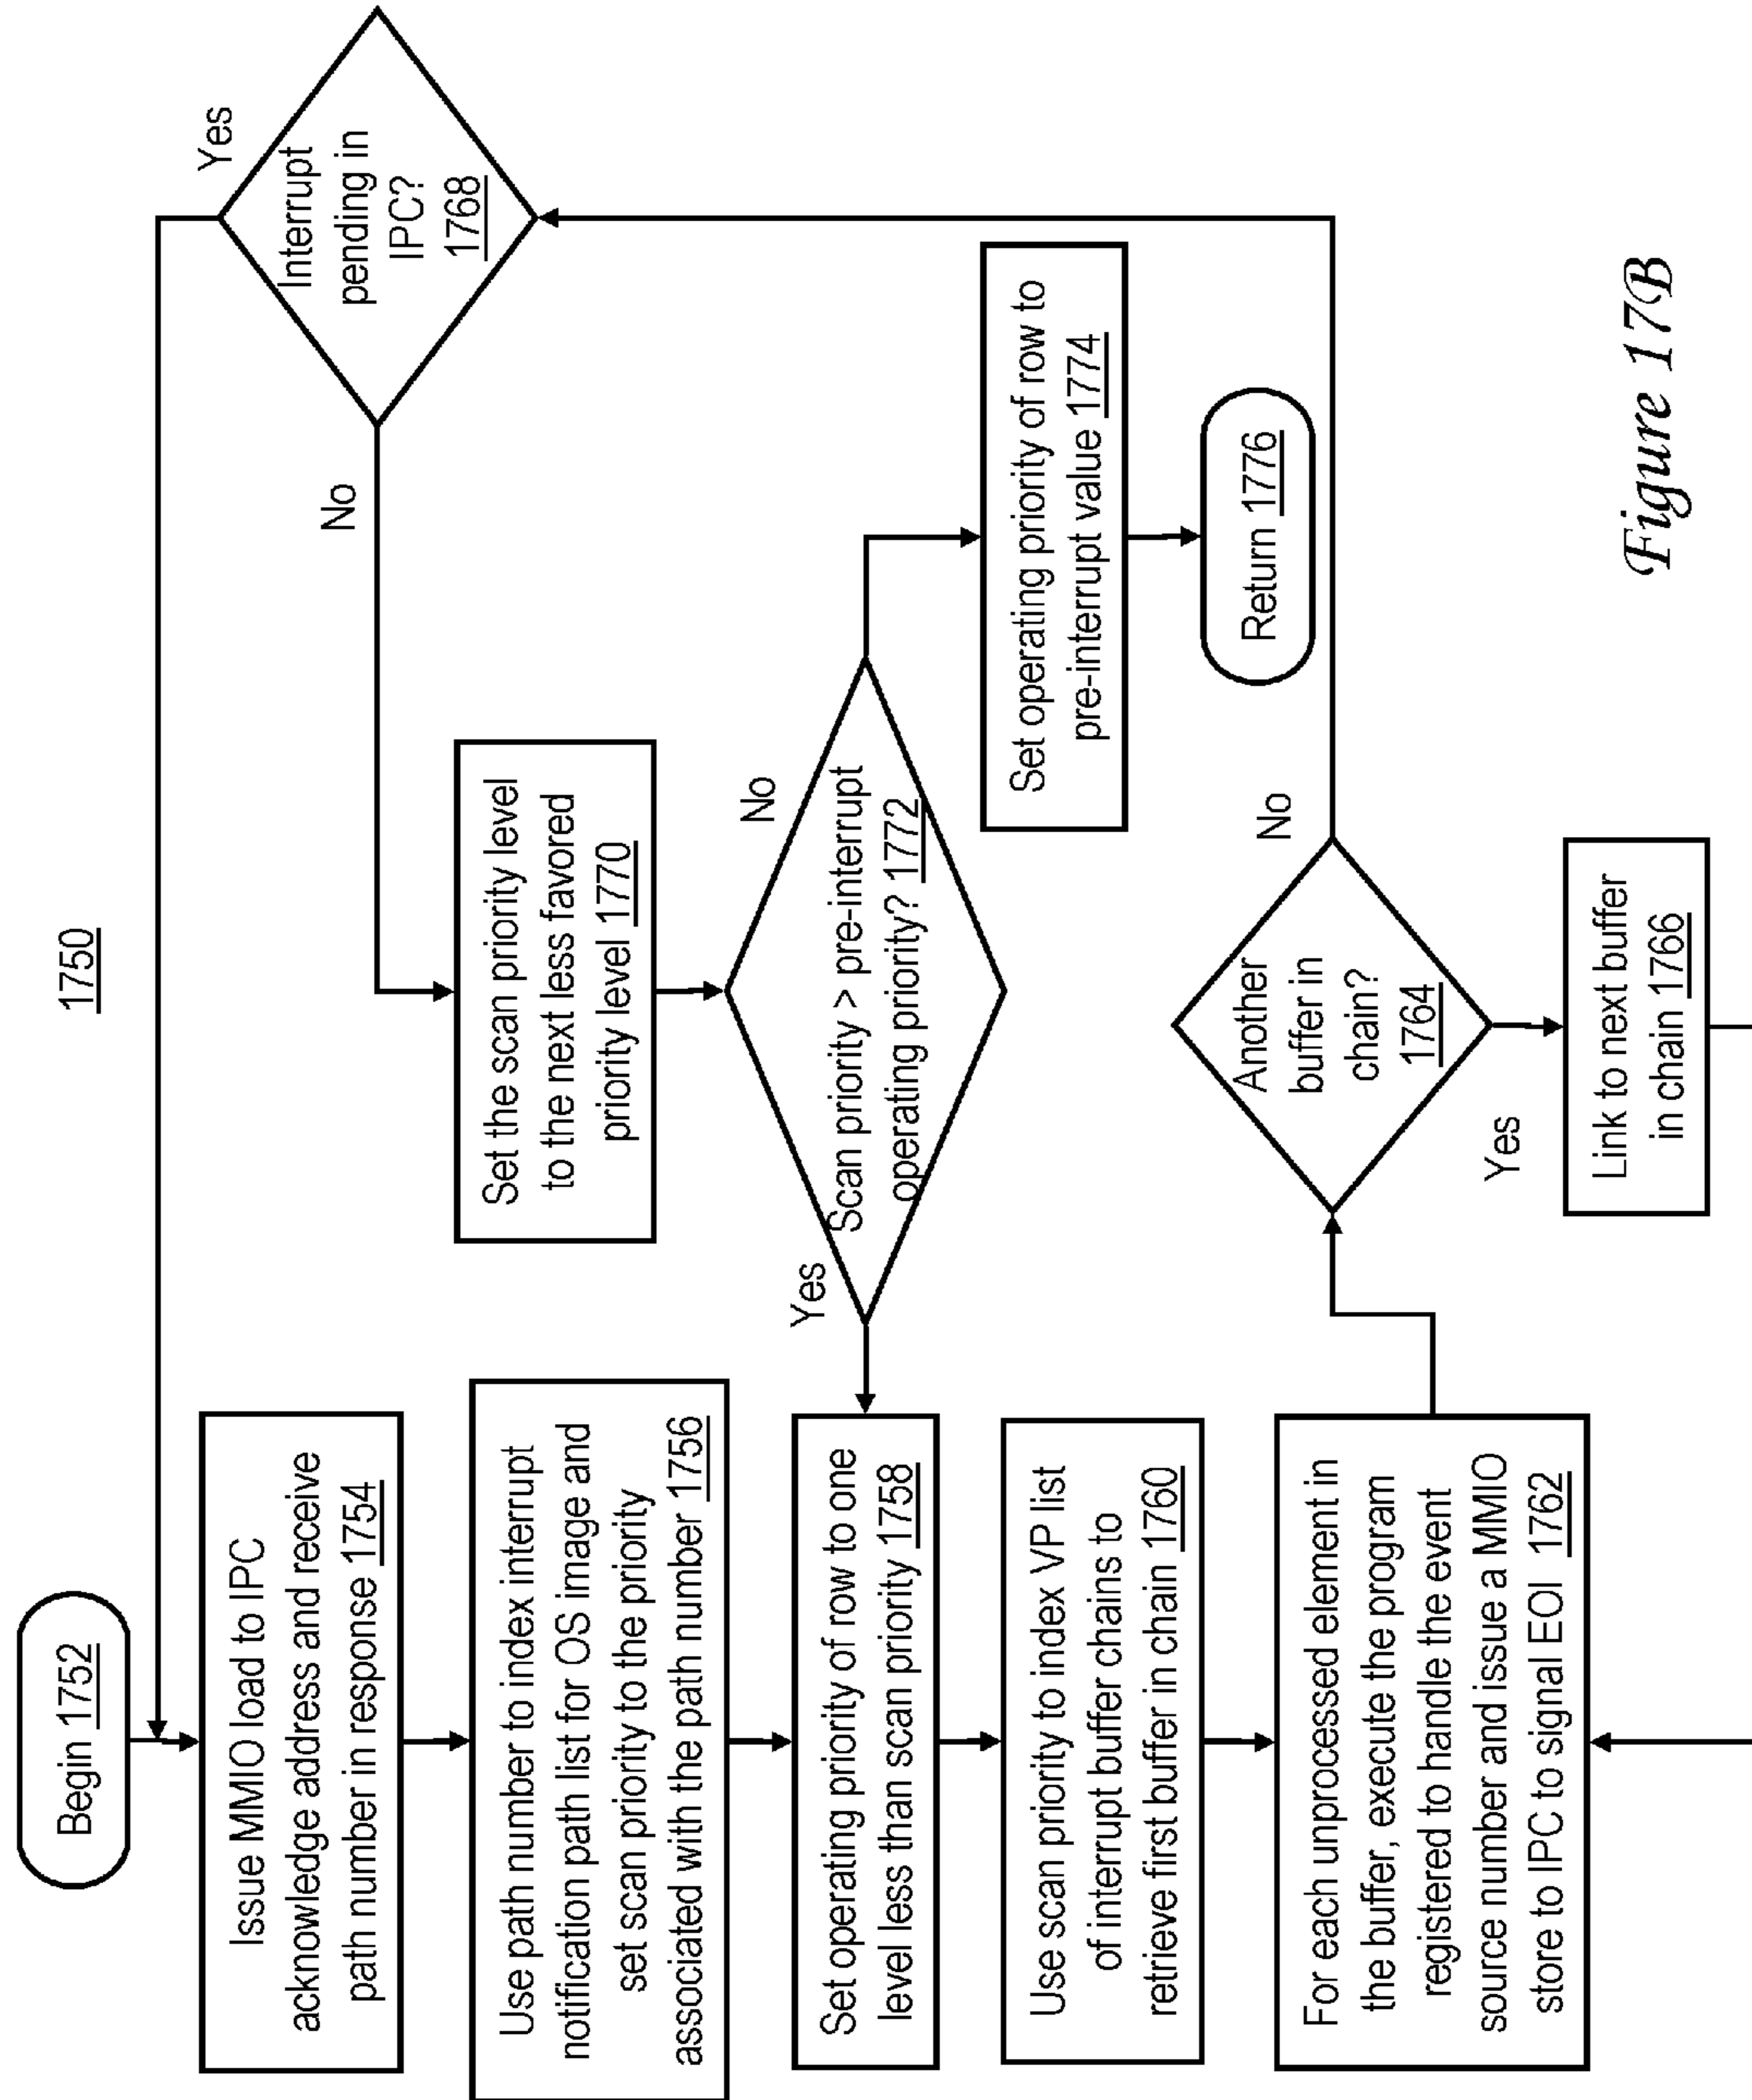 1750
Begin 1752
Issue MMIO load to IPC
acknowledge address and receive
path number in response 1754
Use path number to index interrupt
notification path list for OS image and
set scan priority to the priority
associated with the path number 1756
Set operating priority of row to one
level less than scan priority 1758
Use scan priority to index VP list
of interrupt buffer chains to
retrieve first buffer in chain 1760
For each unprocessed element in
the buffer, execute the program
registered to handle the event
source number and issue a MMIO
store to IPC to signal EOI 1762
Another
buffer in
chain?
1764
Yes
No
Link to next buffer
in chain 1766
Interrupt
pending in
IPC?
1768
Yes
No
Set the scan priority level
to the next less favored
priority level 1770
Scan priority > pre-interrupt
operating priority? 1772
Yes
No
Set operating priority of row to
pre-interrupt value 1774
Return 1776
Figure 17B